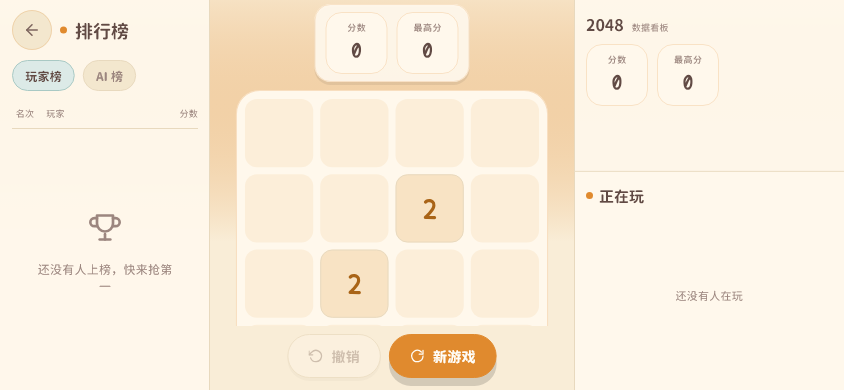 排行榜
玩家榜 AI 榜
名次 玩家 分数
还没有人上榜，快来抢第
一
分数 最高分
0 0
2
2
撤销 新游戏
2048 数据看板
分数 最高分
0 0
正在玩
还没有人在玩